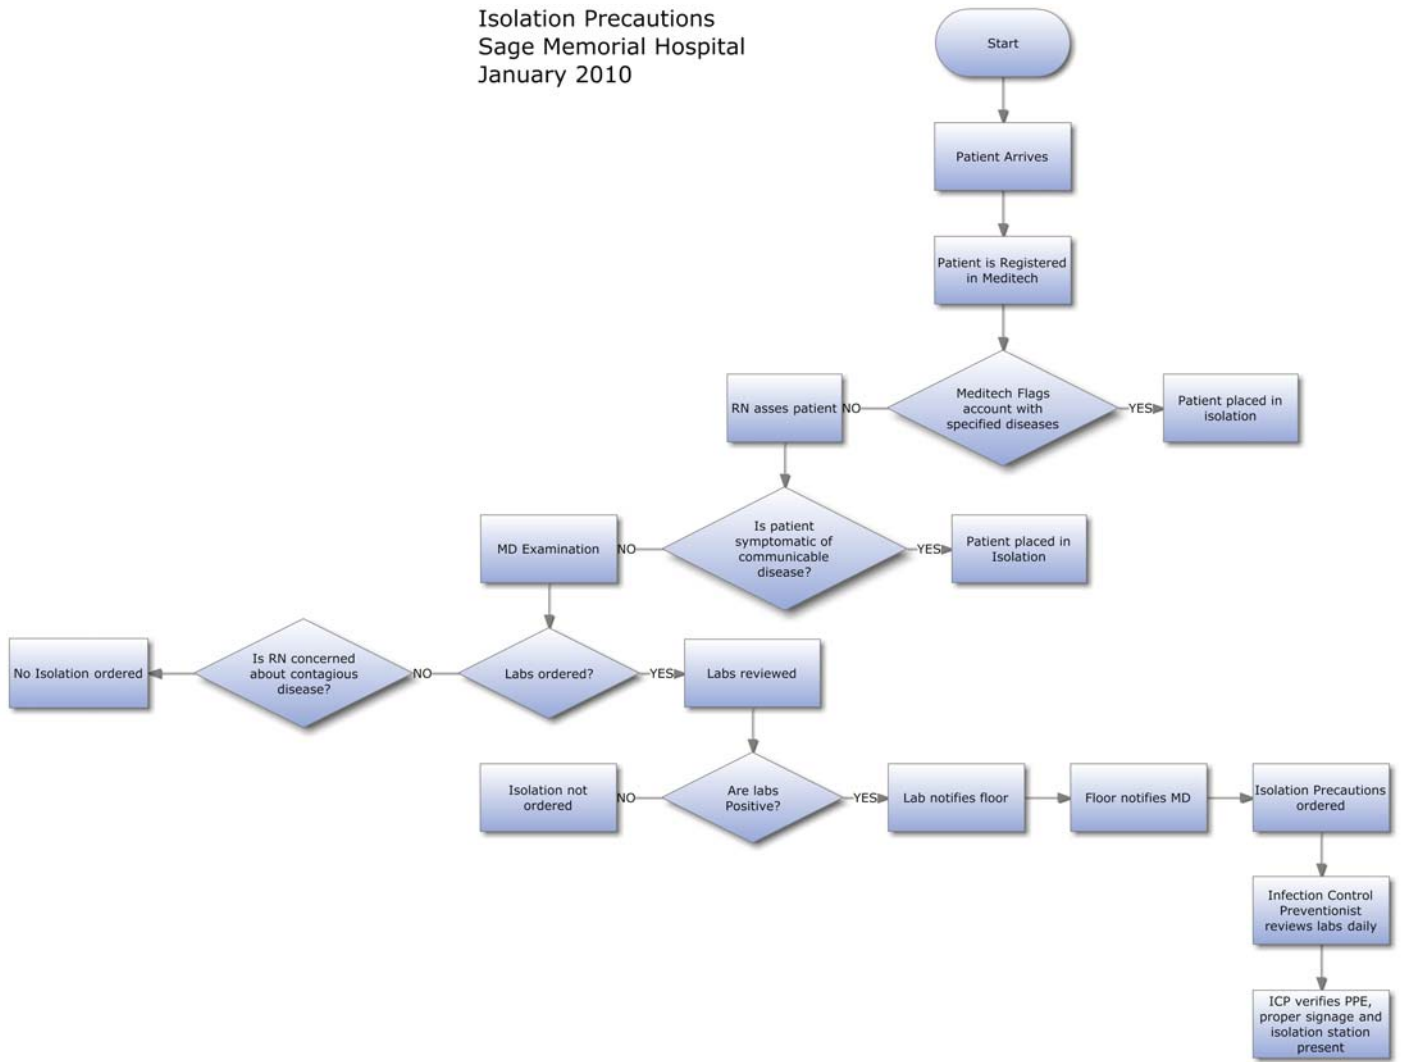 Isolation Precautions
Sage Memorial Hospital
January 2010
Start
Patient Arrives
Patient is Registered
in Meditech
Meditech Flags
account with
specified diseases
NO
RN asses patient
YES
Patient placed in
isolation
Is patient
symptomatic of
communicable
disease?
NO
MD Examination
YES
Patient placed in
Isolation
Labs ordered?
NO
Is RN concerned
about contagious
disease?
No Isolation ordered
YES
Labs reviewed
Are labs
Positive?
NO
Isolation not
ordered
YES
Lab notifies floor
Floor notifies MD
Isolation Precautions
ordered
Infection Control
Preventionist
reviews labs daily
ICP verifies PPE,
proper signage and
isolation station
present